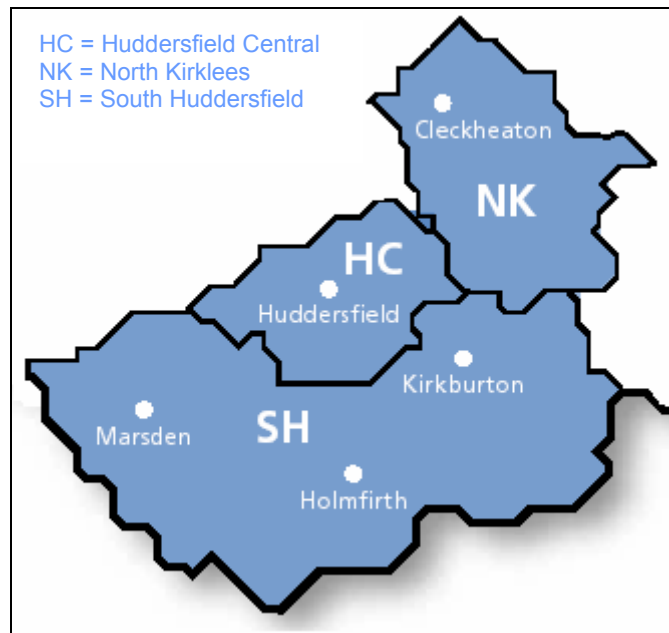 HC = Huddersfield Central
NK = North Kirklees
SH = South Huddersfield
Cleckheaton
NK
HC
Huddersfield
Kirkburton
Marsden
SH
Holmfirth